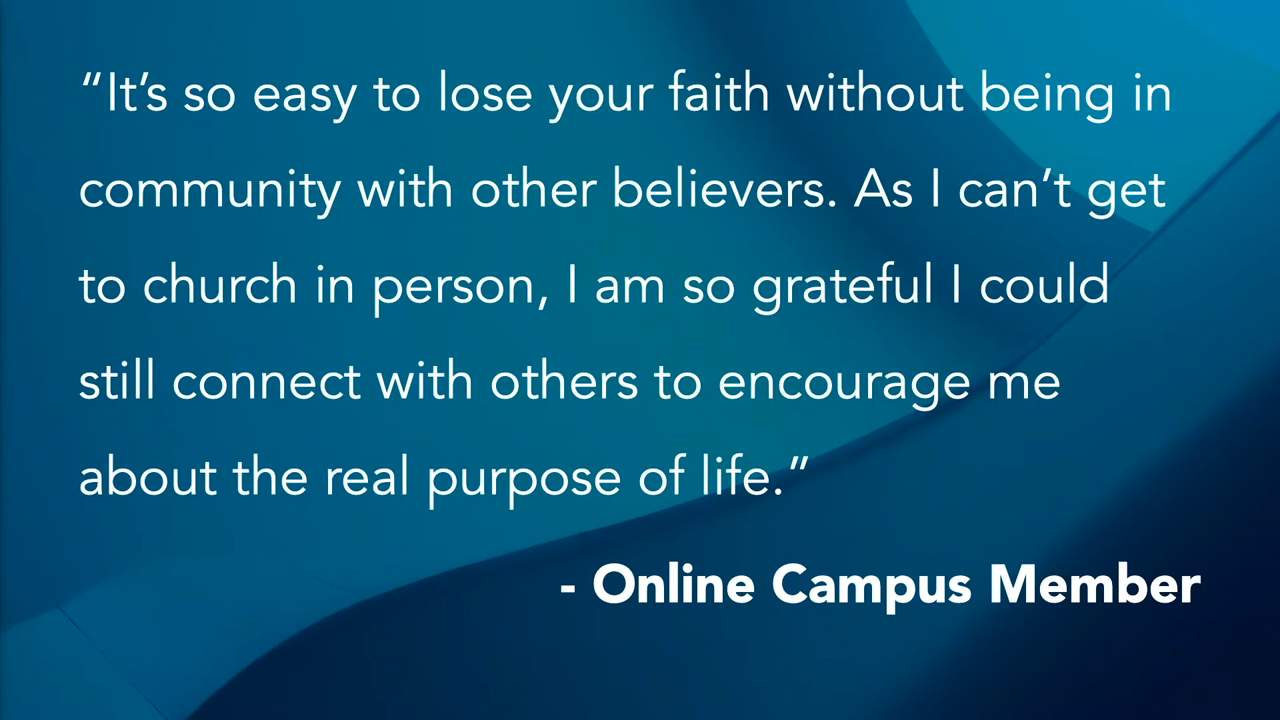 “It’s so easy to lose your faith without being in
community with other believers. As I can’t get
to church in person, I am so grateful I could
still connect with others to encourage me
about the real purpose of life.”
- Online Campus Member